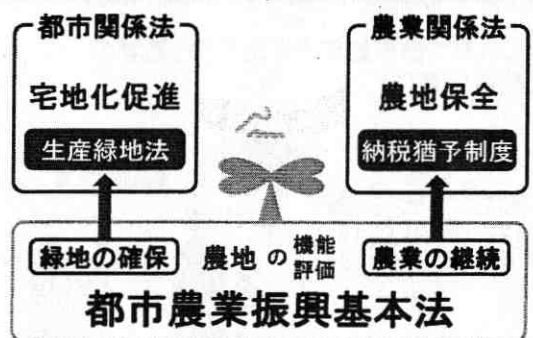 都市関係法
宅地化促進
生産緑地法
農業関係法
農地保全
納税猶予制度
緑地の確保
農地の機能評価
農業の継続
都市農業振興基本法